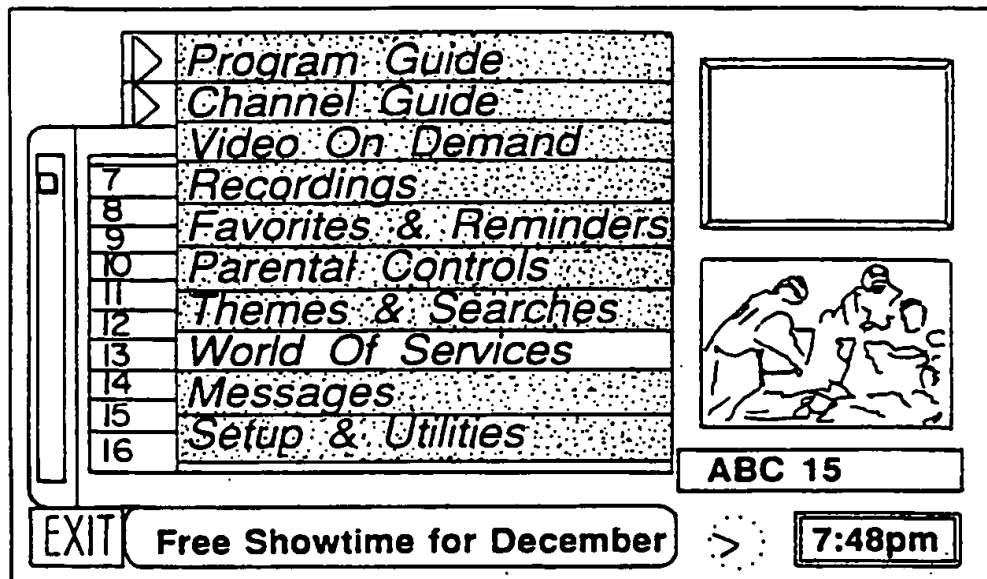 Program Guide
Channel Guide
Video On Demand
7 Recordings
8 Favorites & Reminders
9
10 Parental Controls
11 Themes & Searches
12
13 World Of Services
14 Messages
15 Setup & Utilities
16
ABC 15
EXIT Free Showtime for December 7:48pm